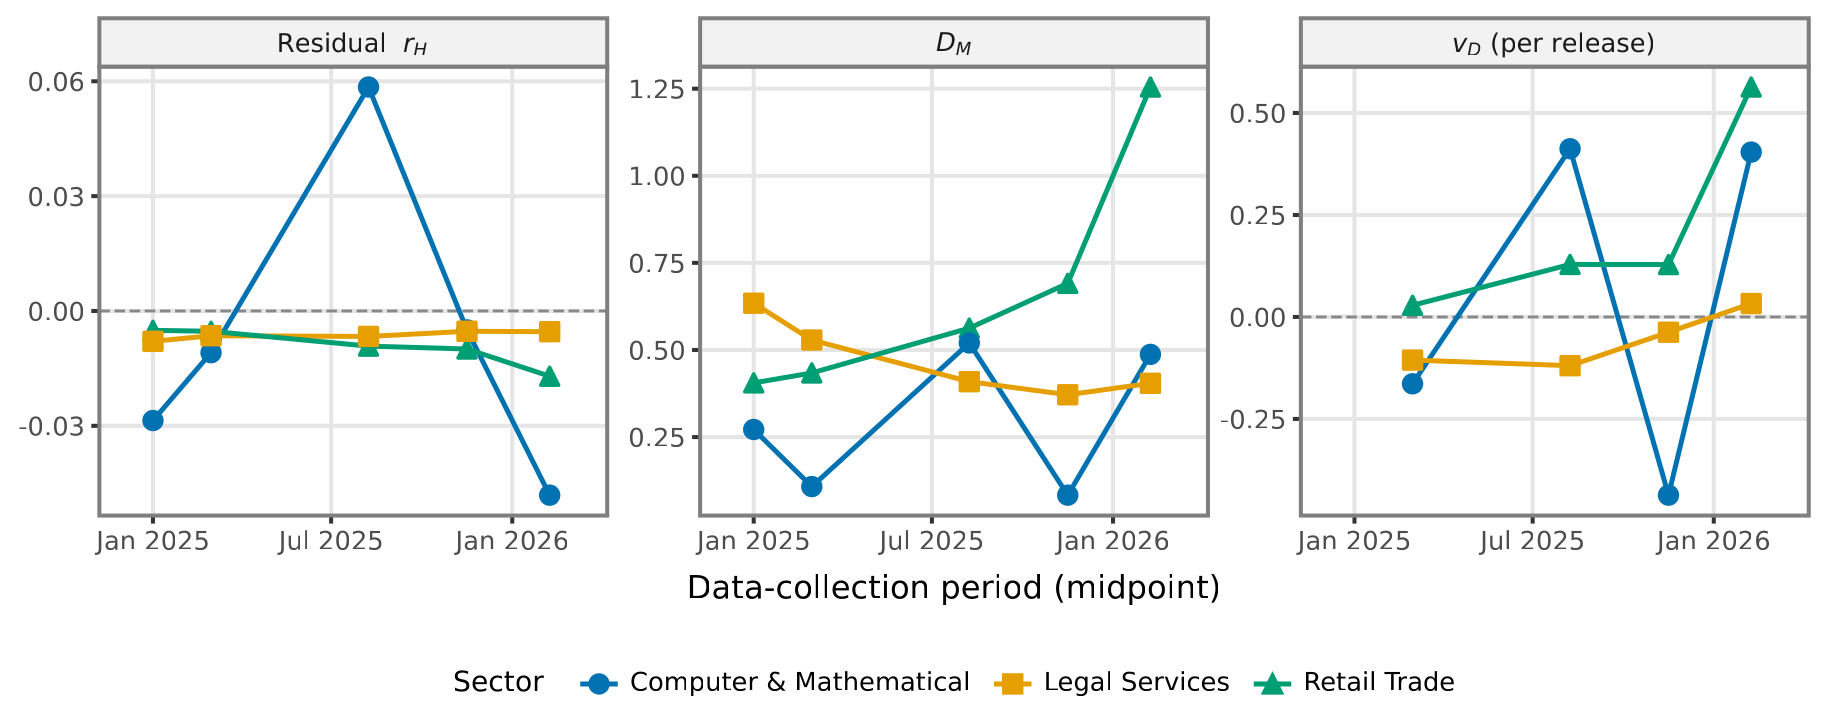 Residual r_H
D_M
v_D (per release)
0.06
0.03
0.00
-0.03
Jan 2025 Jul 2025 Jan 2026
1.25
1.00
0.75
0.50
0.25
Jan 2025 Jul 2025 Jan 2026
0.50
0.25
0.00
-0.25
Jan 2025 Jul 2025 Jan 2026
Data-collection period (midpoint)
Sector Computer & Mathematical Legal Services Retail Trade